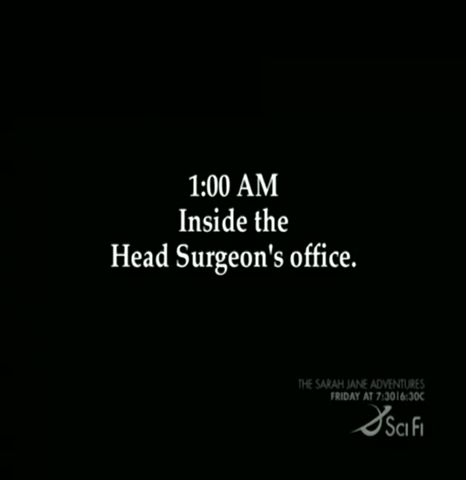 1:00 AM
Inside the
Head Surgeon's office.
THE SARAH JANE ADVENTURES
FRIDAY AT 7:30|6:30C
SCI FI